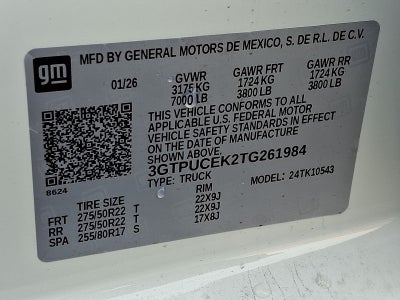 gm
MFD BY GENERAL MOTORS DE MEXICO, S. DE R.L. DE C.V.
01/26 GVWR GAWR FRT GAWR RR
3175 KG 1724 KG 1724 KG
7000 LB 3800 LB 3800 LB
THIS VEHICLE CONFORMS TO ALL
APPLICABLE U.S. FEDERAL MOTOR
VEHICLE SAFETY STANDARDS IN EFFECT
ON THE DATE OF MANUFACTURE
SHOWN ABOVE.
3GTPUCEK2TG261984
8624 TYPE: TRUCK MODEL: 24TK10543
TIRE SIZE RIM
FRT 275/50R22 T 22X9J
RR 275/50R22 T 22X9J
SPA 255/80R17 S 17X8J